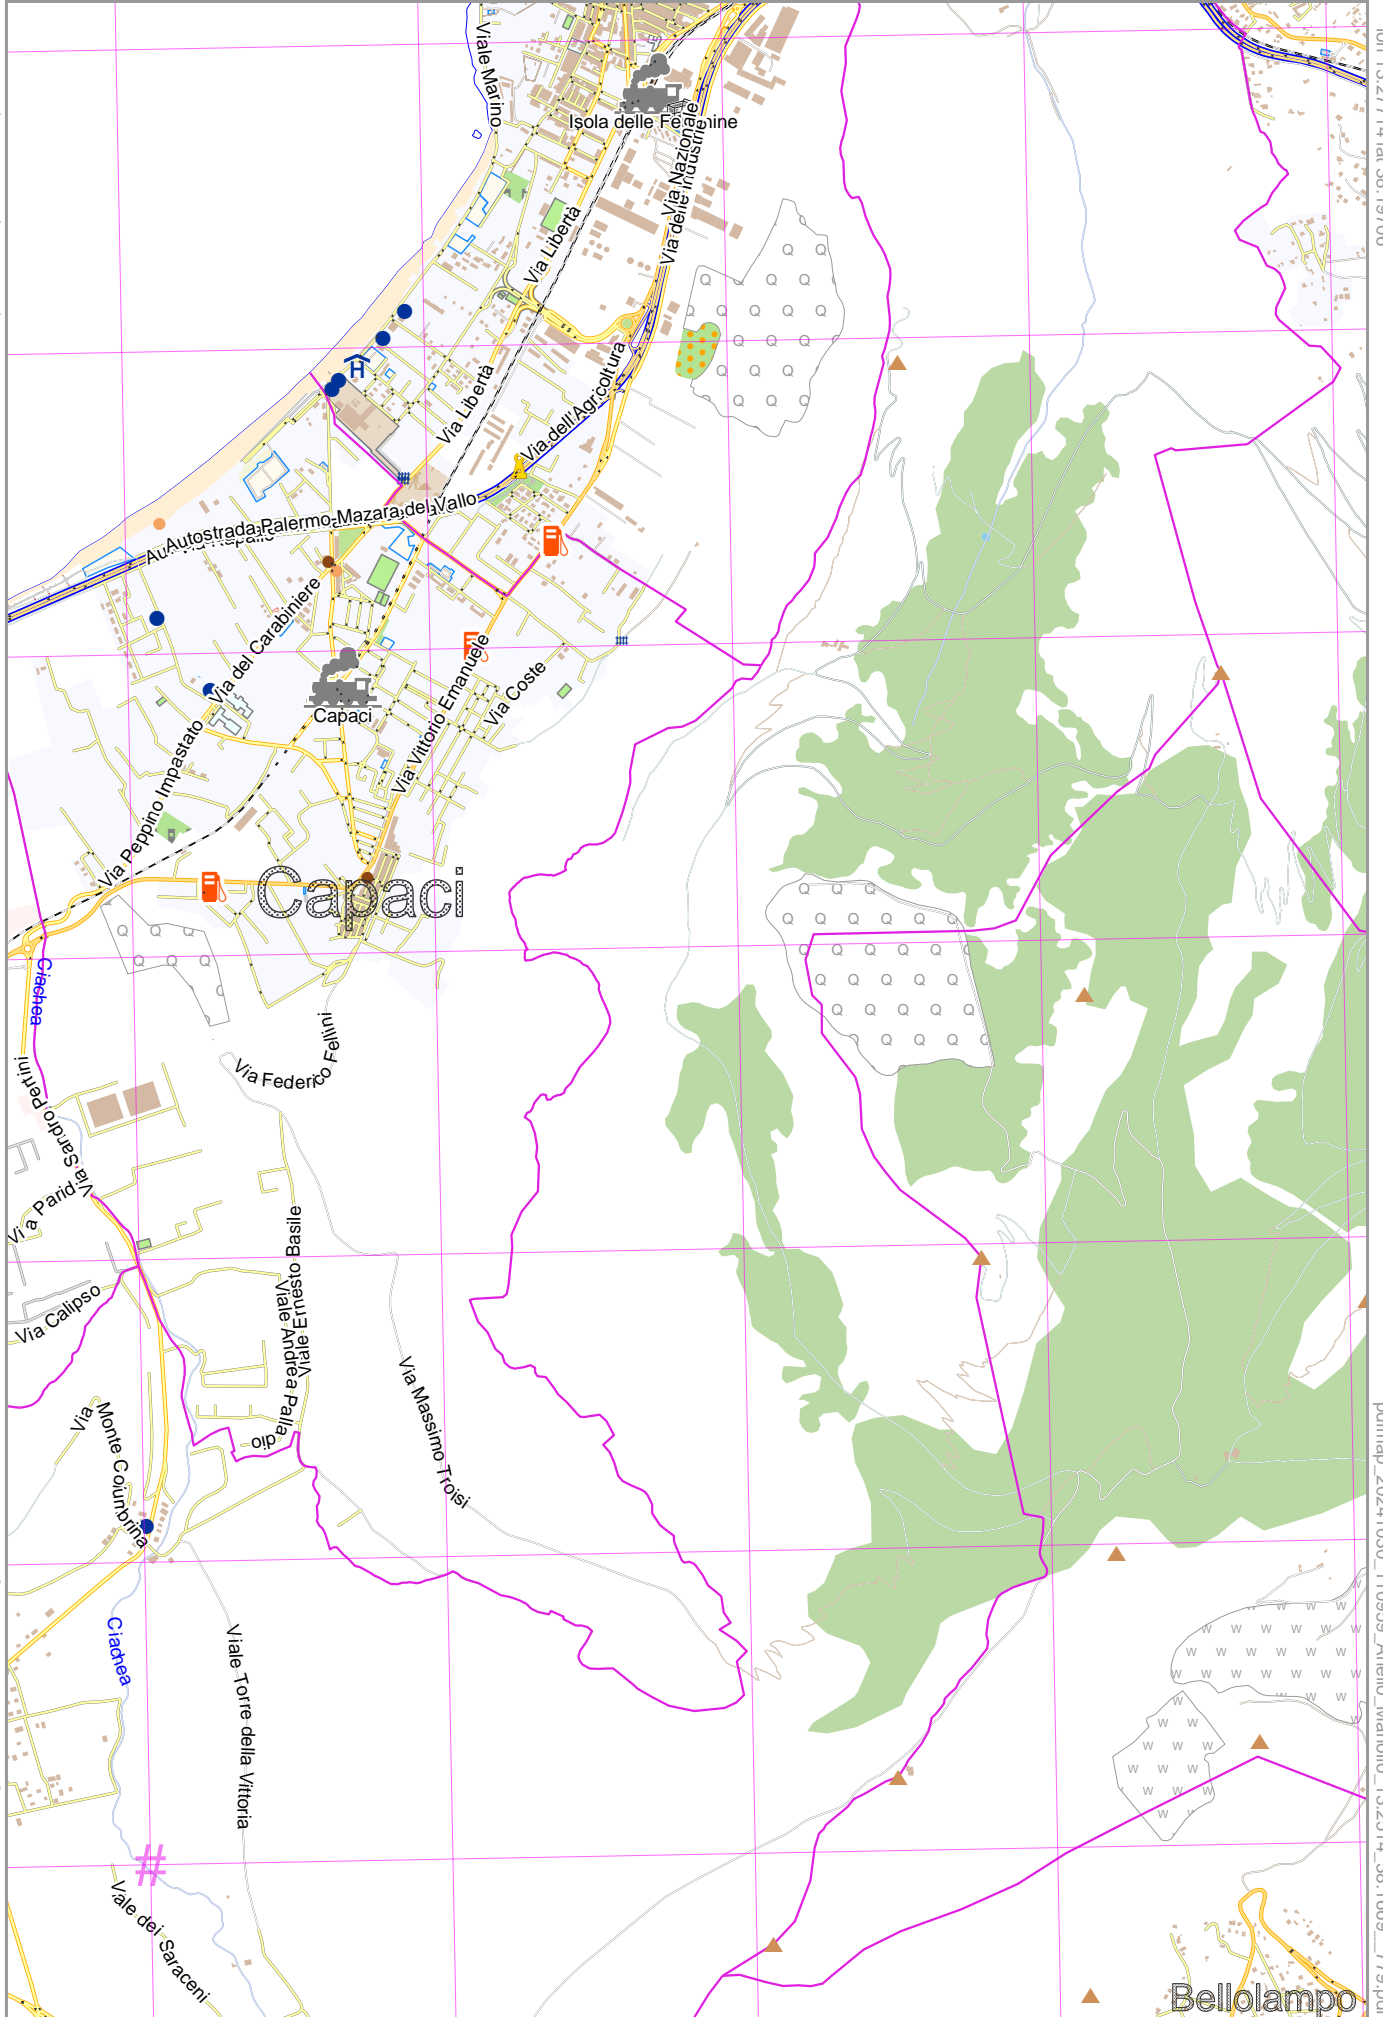 Viale Marino
Isola delle Fe
Via Nazionale
Via delle Industrie
Via Libertà
Via Libertà
Via dell'Agricoltura
H
Autostrada Palermo-Mazara del Vallo
Via del Carabiniere
Capaci
Via Vittorio Emanuele
Via Coste
Via Peppino Impastato
Capaci
Ciachea
Via Federico Fellini
Via Sandro Pertini
Via Calipso
Viale Ernesto Basile
Viale Andrea Palladio
Via Massimo Troisi
Via Monte Columbrina
Ciachea
Viale Torre della Vittoria
#
Viale dei Saraceni
Bellolampo